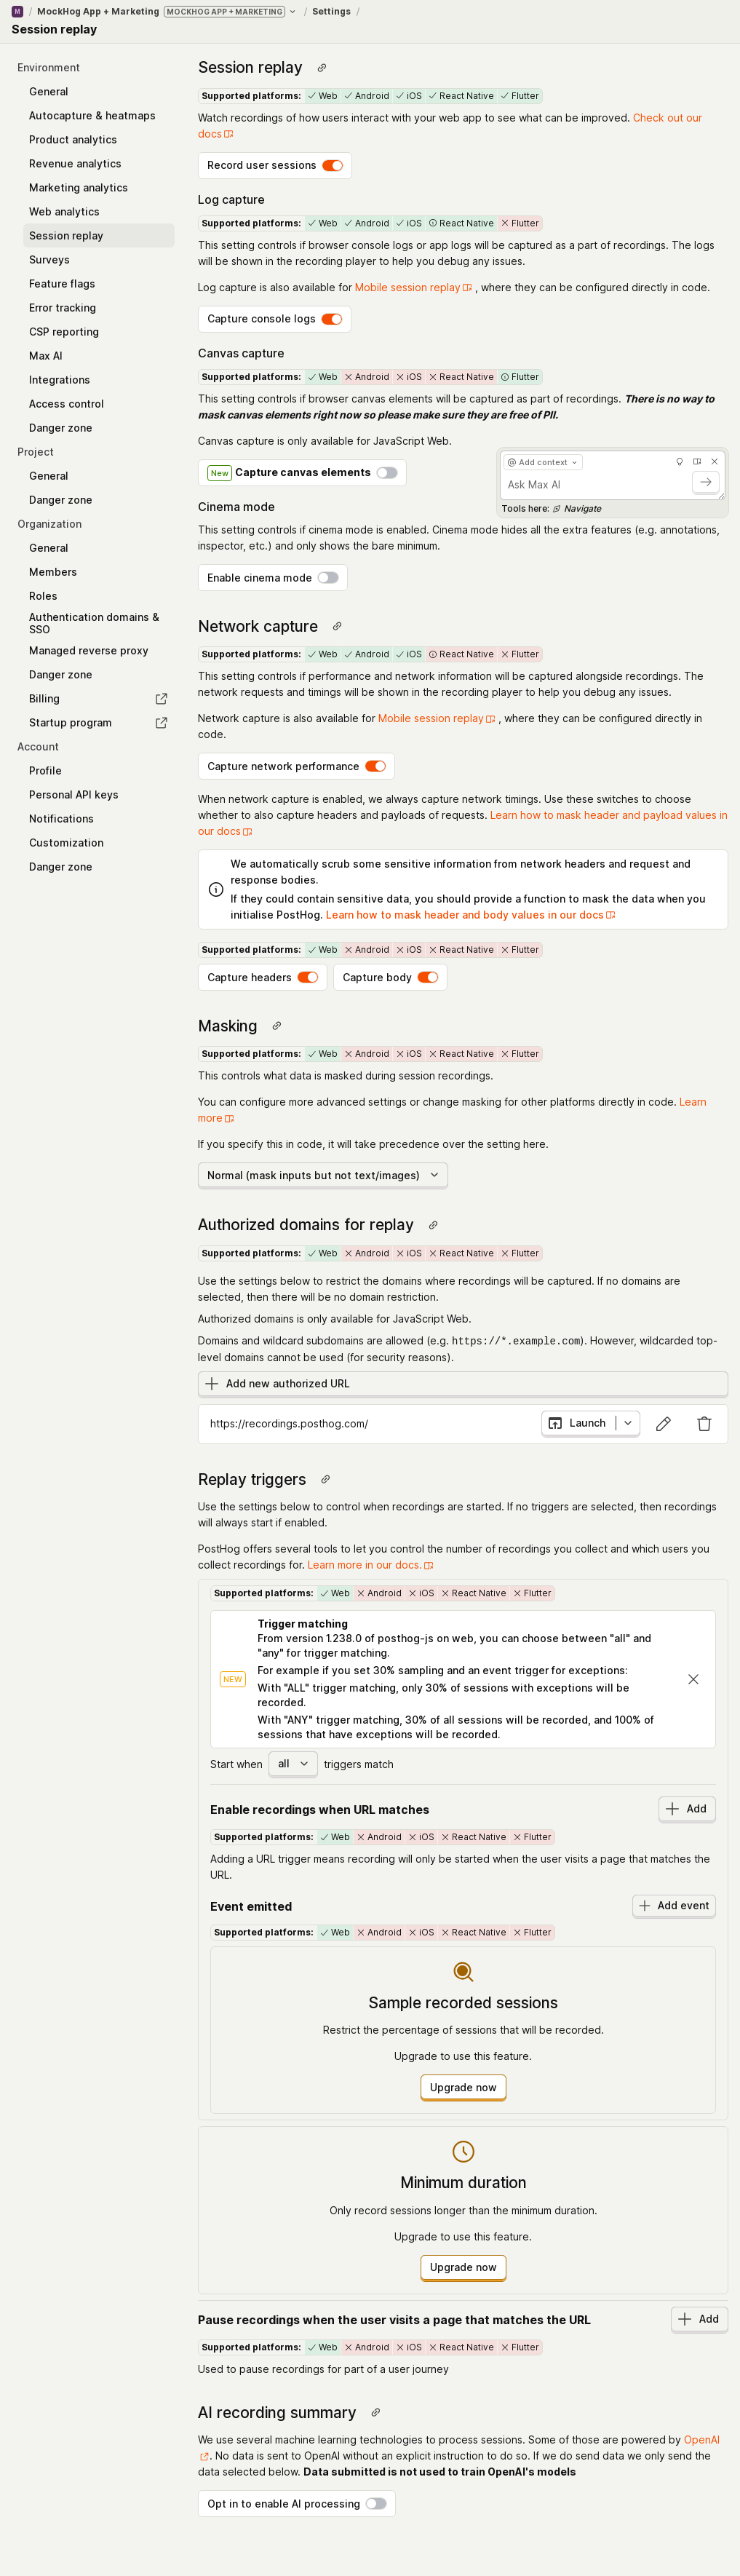 M / MockHog App + Marketing MOCKHOG APP + MARKETING / Settings /
Session replay
Environment
General
Autocapture & heatmaps
Product analytics
Revenue analytics
Marketing analytics
Web analytics
Session replay
Surveys
Feature flags
Error tracking
CSP reporting
Max AI
Integrations
Access control
Danger zone
Project
General
Danger zone
Organization
General
Members
Roles
Authentication domains &
SSO
Managed reverse proxy
Danger zone
Billing
Startup program
Account
Profile
Personal API keys
Notifications
Customization
Danger zone
Session replay
Supported platforms: Web Android iOS React Native Flutter
Watch recordings of how users interact with your web app to see what can be improved. Check out our
docs
Record user sessions
Log capture
Supported platforms: Web Android iOS React Native Flutter
This setting controls if browser console logs or app logs will be captured as a part of recordings. The logs
will be shown in the recording player to help you debug any issues.
Log capture is also available for Mobile session replay , where they can be configured directly in code.
Capture console logs
Canvas capture
Supported platforms: Web Android iOS React Native Flutter
This setting controls if browser canvas elements will be captured as part of recordings. There is no way to
mask canvas elements right now so please make sure they are free of PII.
Canvas capture is only available for JavaScript Web.
New Capture canvas elements
@ Add context
Ask Max AI
Tools here: Navigate
Cinema mode
This setting controls if cinema mode is enabled. Cinema mode hides all the extra features (e.g. annotations,
inspector, etc.) and only shows the bare minimum.
Enable cinema mode
Network capture
Supported platforms: Web Android iOS React Native Flutter
This setting controls if performance and network information will be captured alongside recordings. The
network requests and timings will be shown in the recording player to help you debug any issues.
Network capture is also available for Mobile session replay , where they can be configured directly in
code.
Capture network performance
When network capture is enabled, we always capture network timings. Use these switches to choose
whether to also capture headers and payloads of requests. Learn how to mask header and payload values in
our docs
We automatically scrub some sensitive information from network headers and request and
response bodies.
If they could contain sensitive data, you should provide a function to mask the data when you
initialise PostHog. Learn how to mask header and body values in our docs
Supported platforms: Web Android iOS React Native Flutter
Capture headers Capture body
Masking
Supported platforms: Web Android iOS React Native Flutter
This controls what data is masked during session recordings.
You can configure more advanced settings or change masking for other platforms directly in code. Learn
more
If you specify this in code, it will take precedence over the setting here.
Normal (mask inputs but not text/images)
Authorized domains for replay
Supported platforms: Web Android iOS React Native Flutter
Use the settings below to restrict the domains where recordings will be captured. If no domains are
selected, then there will be no domain restriction.
Authorized domains is only available for JavaScript Web.
Domains and wildcard subdomains are allowed (e.g. https://*.example.com). However, wildcarded top-
level domains cannot be used (for security reasons).
Add new authorized URL
https://recordings.posthog.com/ Launch
Replay triggers
Use the settings below to control when recordings are started. If no triggers are selected, then recordings
will always start if enabled.
PostHog offers several tools to let you control the number of recordings you collect and which users you
collect recordings for. Learn more in our docs.
Supported platforms: Web Android iOS React Native Flutter
NEW
Trigger matching
From version 1.238.0 of posthog-js on web, you can choose between "all" and
"any" for trigger matching.
For example if you set 30% sampling and an event trigger for exceptions:
With "ALL" trigger matching, only 30% of sessions with exceptions will be
recorded.
With "ANY" trigger matching, 30% of all sessions will be recorded, and 100% of
sessions that have exceptions will be recorded.
Start when all triggers match
Enable recordings when URL matches Add
Supported platforms: Web Android iOS React Native Flutter
Adding a URL trigger means recording will only be started when the user visits a page that matches the
URL.
Event emitted Add event
Supported platforms: Web Android iOS React Native Flutter
Sample recorded sessions
Restrict the percentage of sessions that will be recorded.
Upgrade to use this feature.
Upgrade now
Minimum duration
Only record sessions longer than the minimum duration.
Upgrade to use this feature.
Upgrade now
Pause recordings when the user visits a page that matches the URL Add
Supported platforms: Web Android iOS React Native Flutter
Used to pause recordings for part of a user journey
AI recording summary
We use several machine learning technologies to process sessions. Some of those are powered by OpenAI
. No data is sent to OpenAI without an explicit instruction to do so. If we do send data we only send the
data selected below. Data submitted is not used to train OpenAI's models
Opt in to enable AI processing